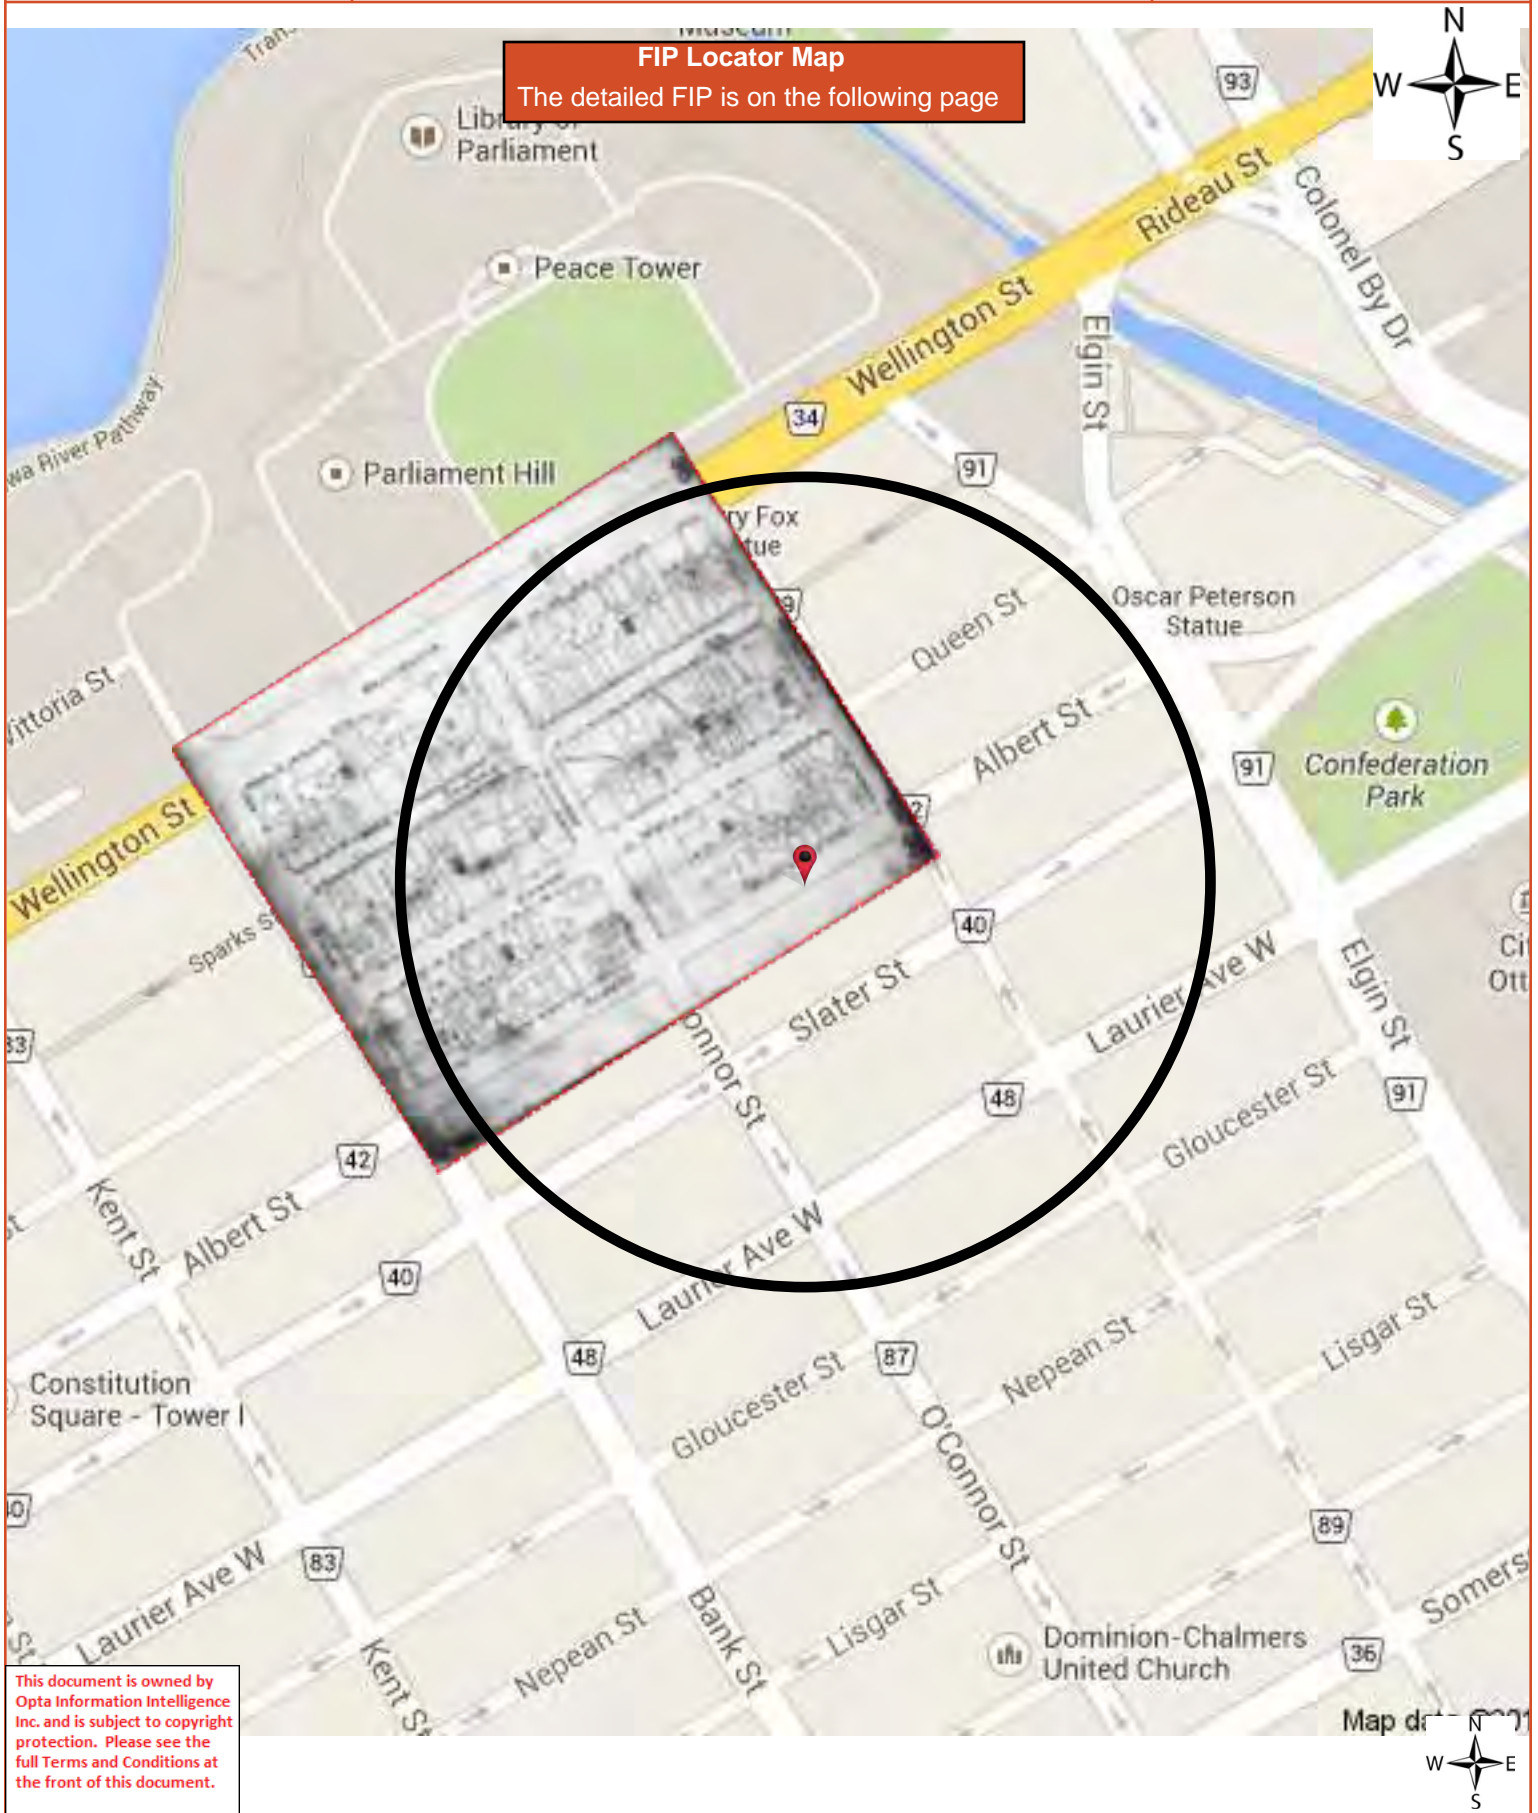 N
W E
S
FIP Locator Map
The detailed FIP is on the following page
93
Parliament
Rideau St
Colonel By Dr
Peace Tower
Wellington St
Elgin St
34
River Pathway
Parliament Hill
91
Fox
Queen St
Oscar Peterson
Statue
St
Albert St
91
Confederation
Park
Wellington St
Sparks
40
Slater St
Laurier Ave W
Elgin St
48
Gloucester St
91
42
Kent St
Albert St
40
Laurier Ave W
48
87
Lisgar St
Nepean St
Constitution
Square - Tower I
Gloucester St
O'Connor St
89
83
Laurier Ave W
Bank St
Lisgar St
Nepean St
Kent St
Dominion-Chalmers
United Church
36
Map
This document is owned by
Opta Information Intelligence
Inc. and is subject to copyright
protection. Please see the
full Terms and Conditions at
the front of this document.
N
W E
S